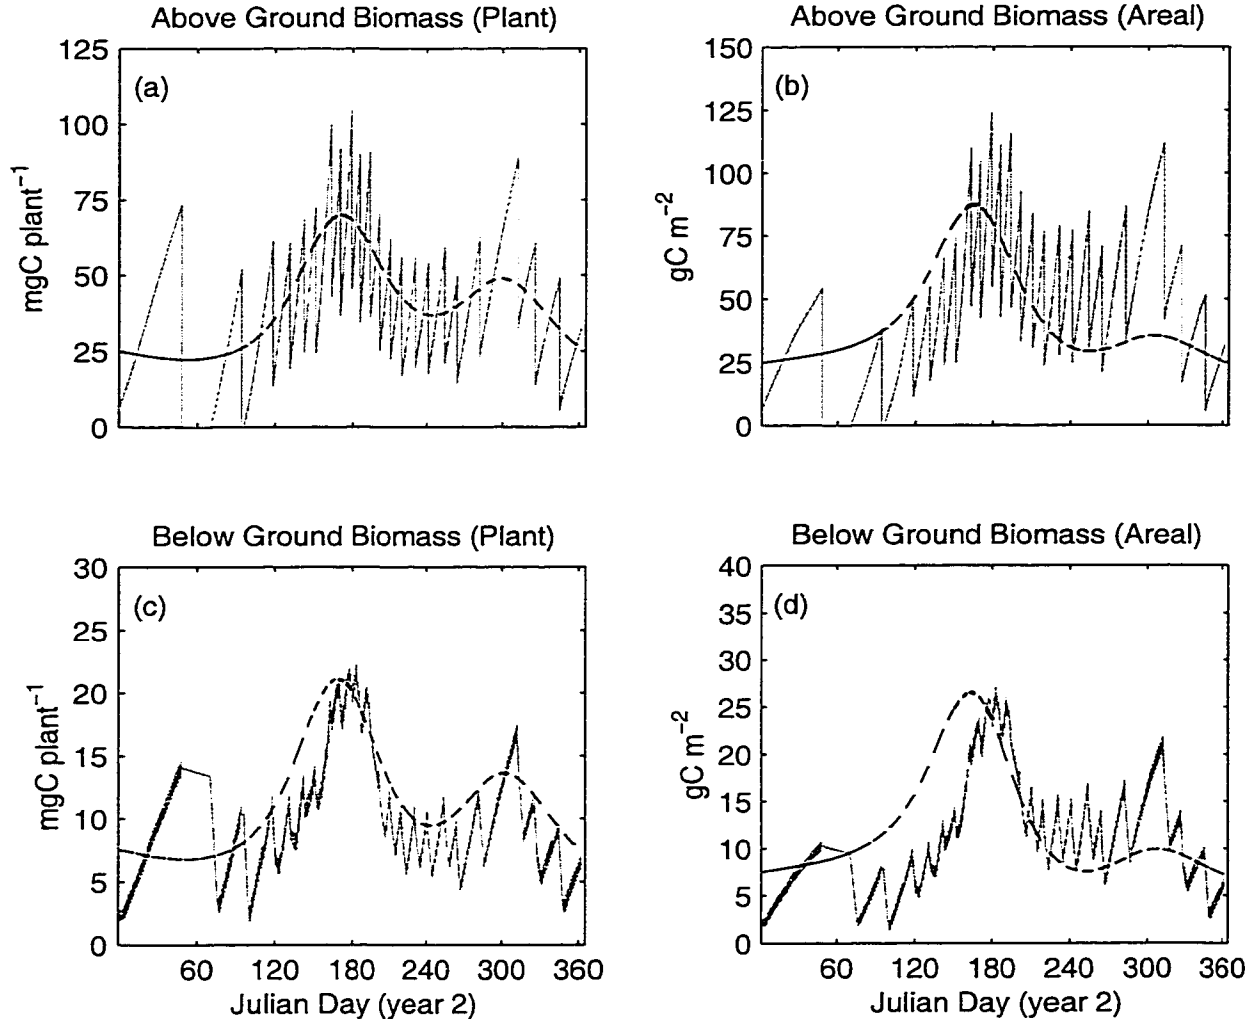 Above Ground Biomass (Plant)
Above Ground Biomass (Areal)
125
100
75
50
25
0
mgC plant⁻¹
(a)
150
125
100
75
50
25
0
gC m⁻²
(b)
Below Ground Biomass (Plant)
Below Ground Biomass (Areal)
30
25
20
15
10
5
0
mgC plant⁻¹
(c)
60 120 180 240 300 360
Julian Day (year 2)
40
35
30
25
20
15
10
5
0
gC m⁻²
(d)
60 120 180 240 300 360
Julian Day (year 2)